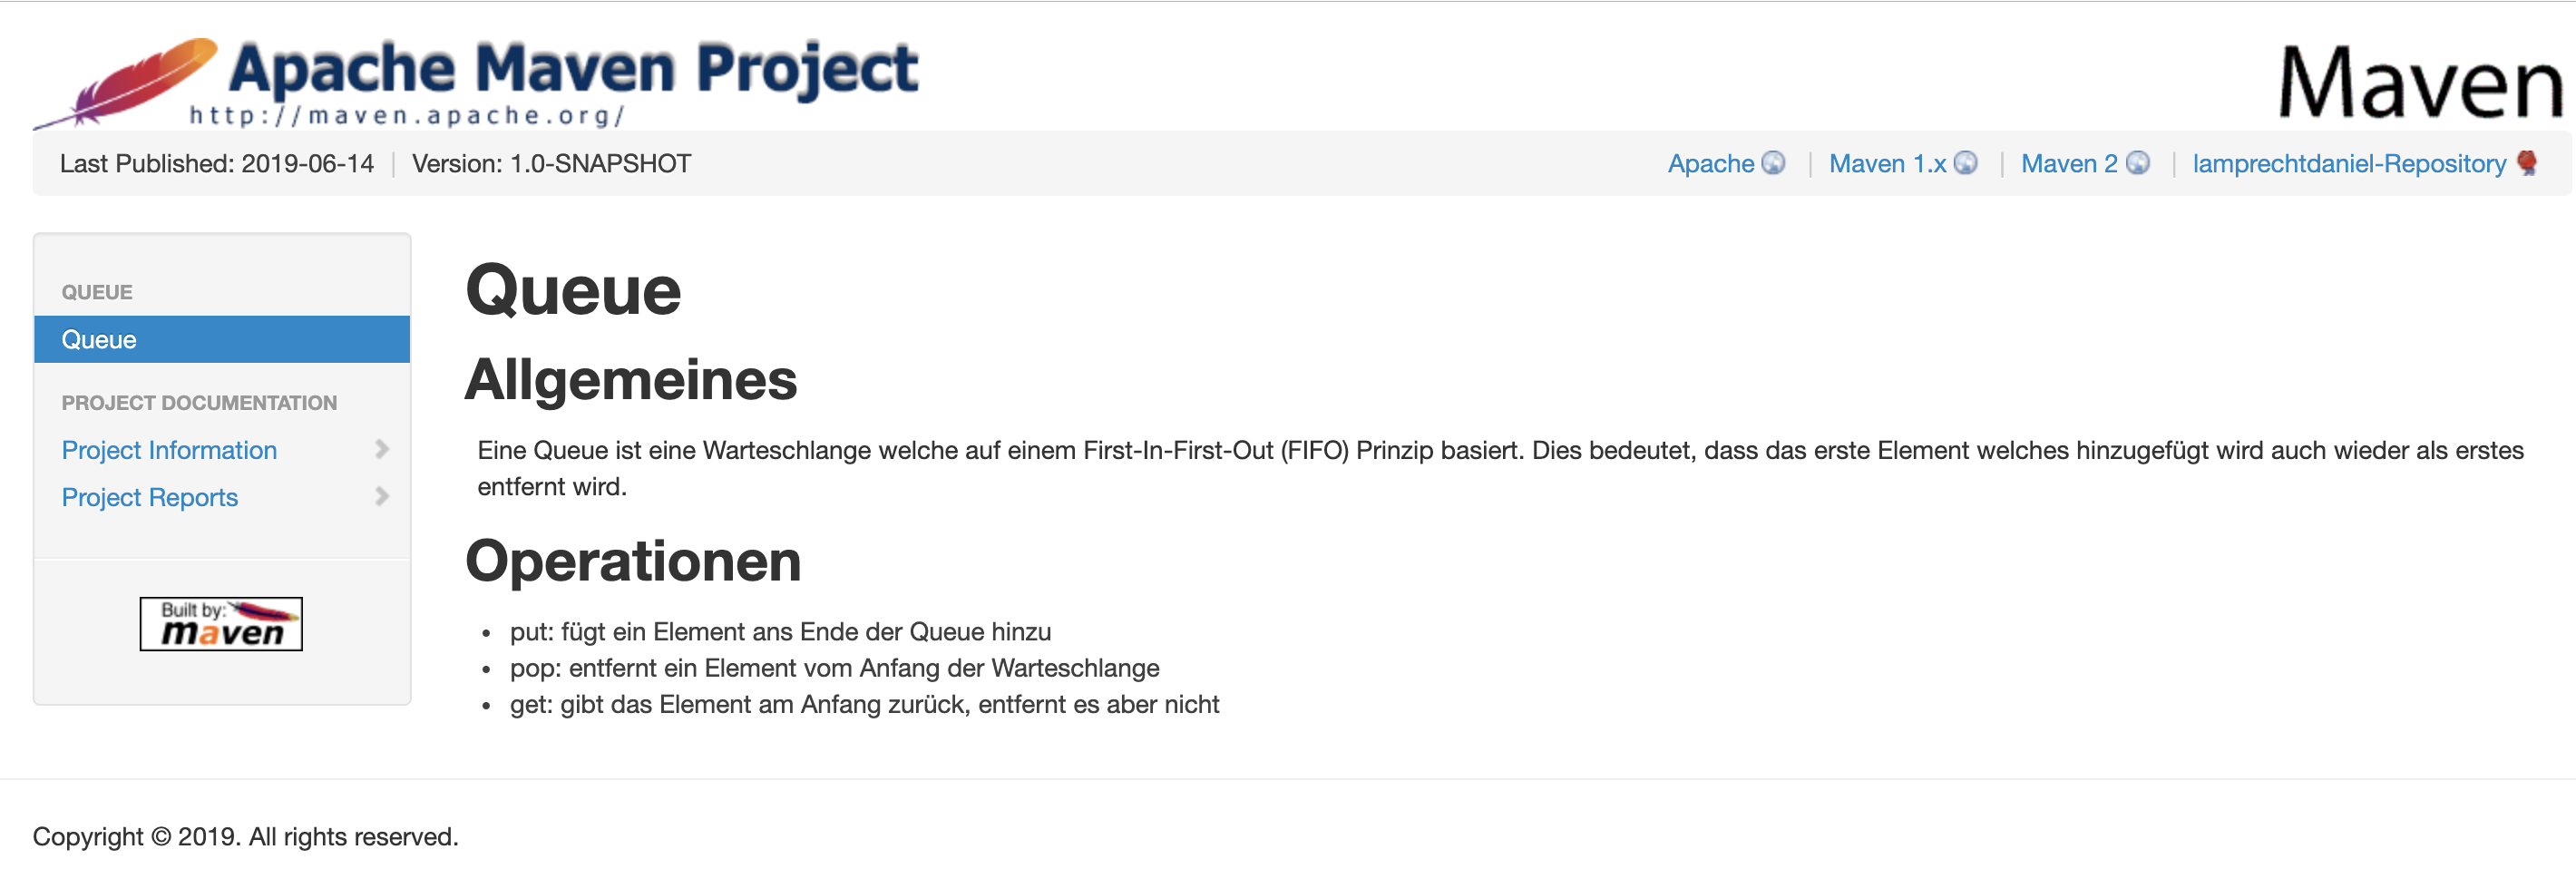 Apache Maven Project
http://maven.apache.org/
Maven
Last Published: 2019-06-14 | Version: 1.0-SNAPSHOT
Apache | Maven 1.x | Maven 2 | lamprechtdaniel-Repository
QUEUE
Queue
PROJECT DOCUMENTATION
Project Information
Project Reports
Built by:
maven
Queue
Allgemeines
Eine Queue ist eine Warteschlange welche auf einem First-In-First-Out (FIFO) Prinzip basiert. Dies bedeutet, dass das erste Element welches hinzugefügt wird auch wieder als erstes
entfernt wird.
Operationen
• put: fügt ein Element ans Ende der Queue hinzu
• pop: entfernt ein Element vom Anfang der Warteschlange
• get: gibt das Element am Anfang zurück, entfernt es aber nicht
Copyright © 2019. All rights reserved.